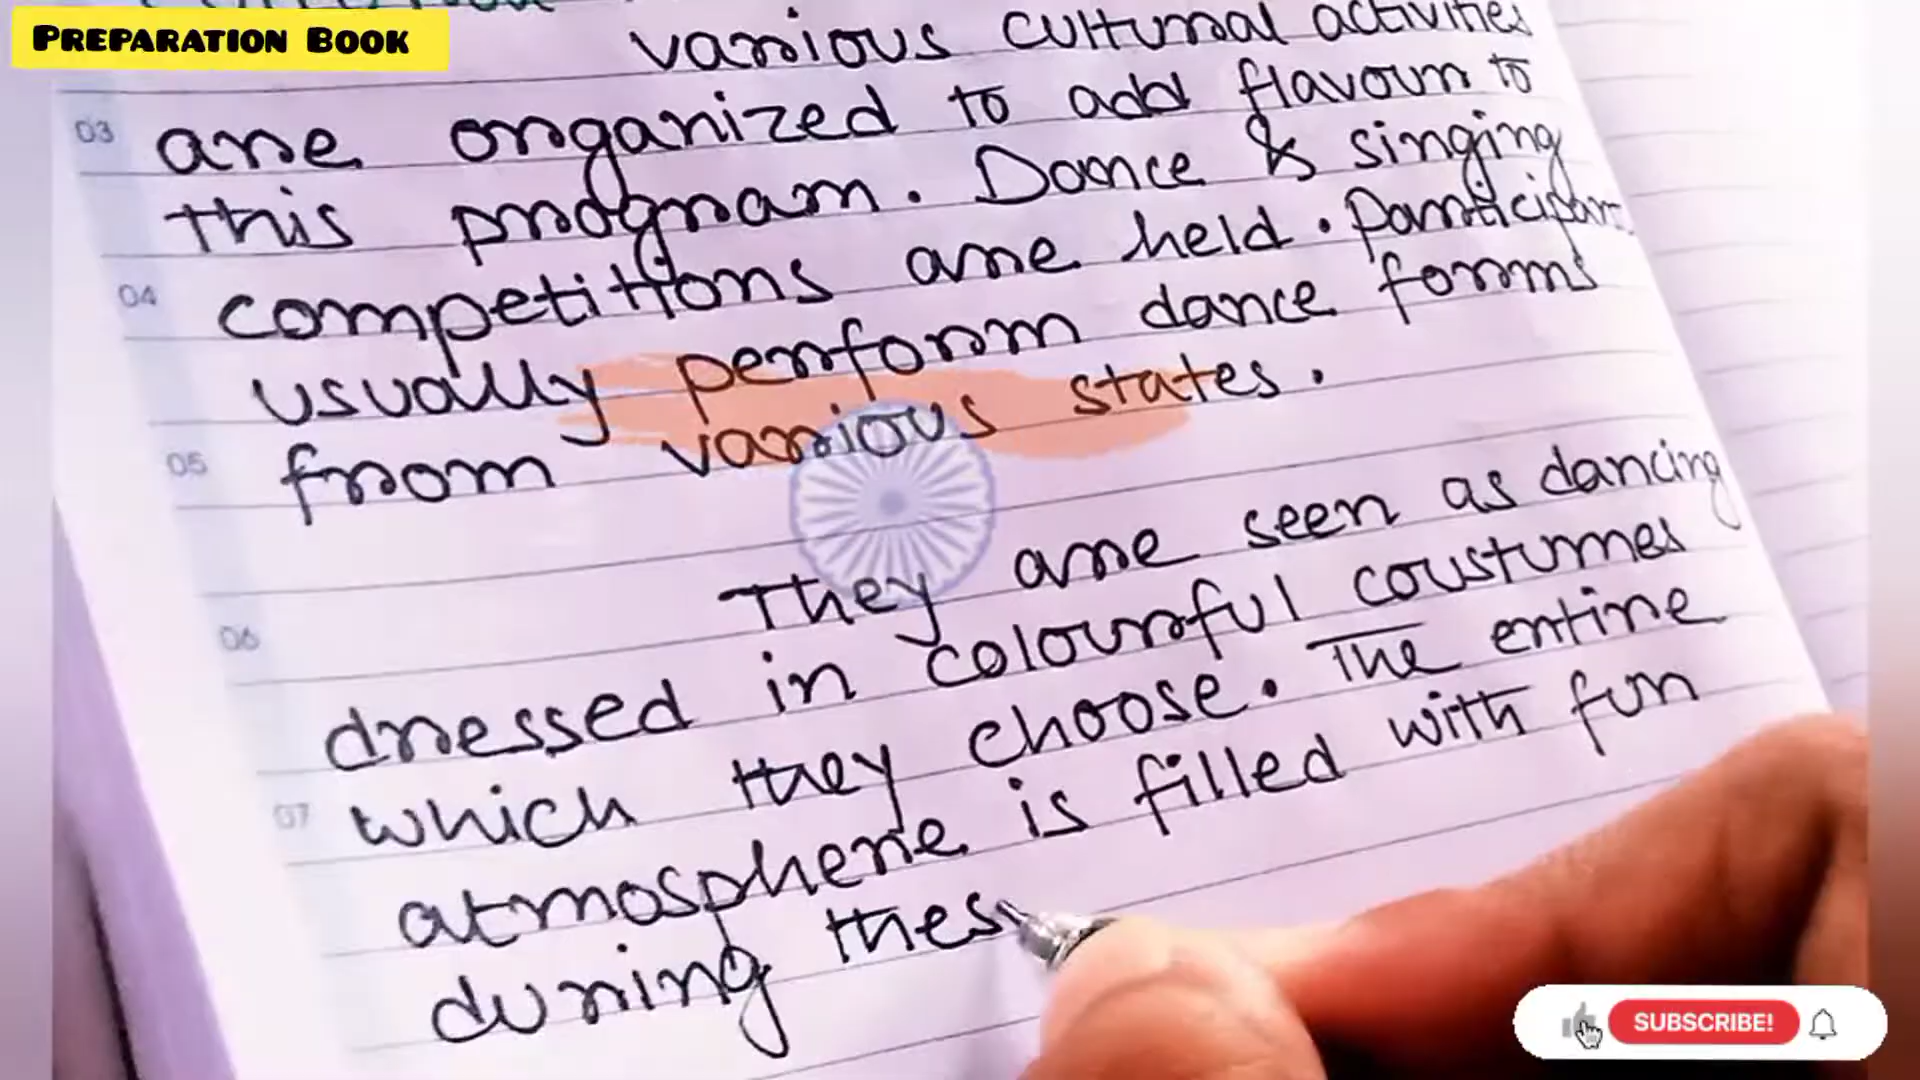 PREPARATION BOOK
various cultural activities
03 are organized to add flavour to
this program. Dance & singing
04 competitions are held. Participant
usually perform dance forms
05 from various states.
They are seen as dancing
06
dressed in colourful coustumes
07 which they choose. The entire
atmosphere is filled with fun
during thes
SUBSCRIBE!